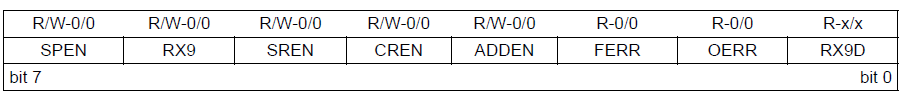 R/W-0/0 R/W-0/0 R/W-0/0 R/W-0/0 R/W-0/0 R-0/0 R-0/0 R-x/x
SPEN RX9 SREN CREN ADDEN FERR OERR RX9D
bit 7 bit 0